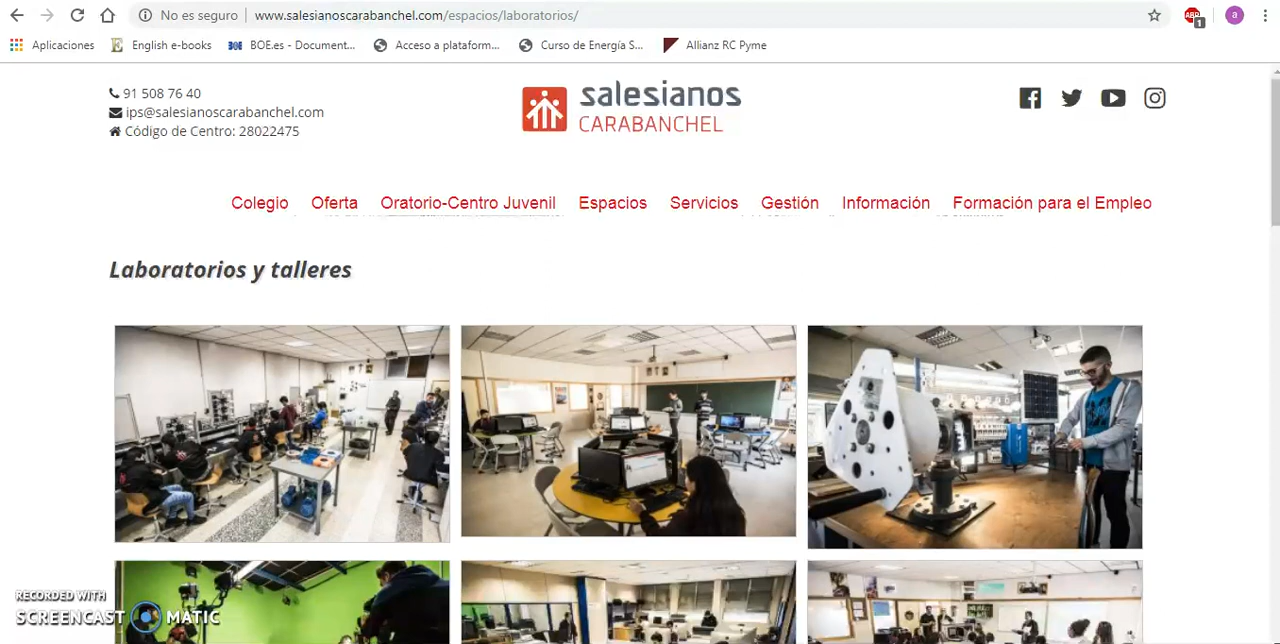 No es seguro
www.salesianoscarabanchel.com/espacios/laboratorios/
ABP
1
a
Aplicaciones
English e-books
BOE.es - Document...
Acceso a plataform...
Curso de Energía S...
Allianz RC Pyme
91 508 76 40
ips@salesianoscarabanchel.com
Código de Centro: 28022475
salesianos
CARABANCHEL
Colegio Oferta Oratorio-Centro Juvenil Espacios Servicios Gestión Información Formación para el Empleo
Laboratorios y talleres
RECORDED WITH
SCREENCAST MATIC